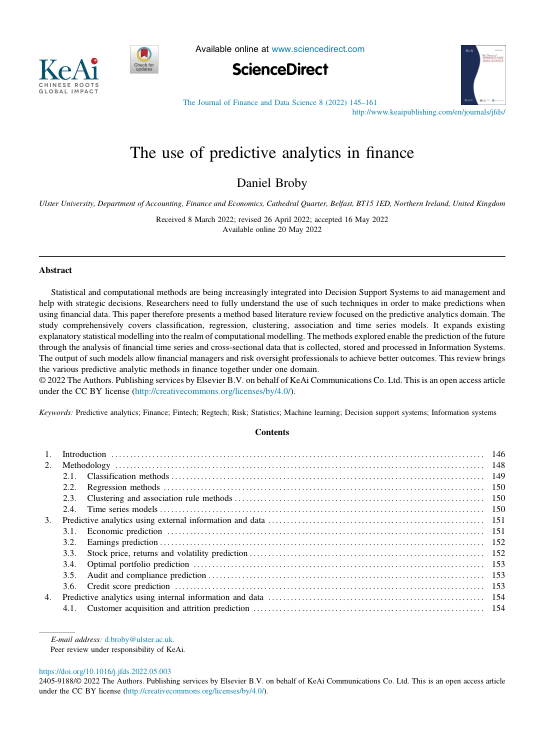 KeAi
CHINESE ROOTS
GLOBAL IMPACT
Check for
updates
Available online at www.sciencedirect.com
ScienceDirect
The Journal of Finance and Data Science 8 (2022) 145–161
http://www.keaipublishing.com/en/journals/jfds/
The use of predictive analytics in finance
Daniel Broby
Ulster University, Department of Accounting, Finance and Economics, Cathedral Quarter, Belfast, BT15 1ED, Northern Ireland, United Kingdom
Received 8 March 2022; revised 26 April 2022; accepted 16 May 2022
Available online 20 May 2022
Abstract
Statistical and computational methods are being increasingly integrated into Decision Support Systems to aid management and
help with strategic decisions. Researchers need to fully understand the use of such techniques in order to make predictions when
using financial data. This paper therefore presents a method based literature review focused on the predictive analytics domain. The
study comprehensively covers classification, regression, clustering, association and time series models. It expands existing
explanatory statistical modelling into the realm of computational modelling. The methods explored enable the prediction of the future
through the analysis of financial time series and cross-sectional data that is collected, stored and processed in Information Systems.
The output of such models allow financial managers and risk oversight professionals to achieve better outcomes. This review brings
the various predictive analytic methods in finance together under one domain.
© 2022 The Authors. Publishing services by Elsevier B.V. on behalf of KeAi Communications Co. Ltd. This is an open access article
under the CC BY license (http://creativecommons.org/licenses/by/4.0/).
Keywords: Predictive analytics; Finance; Fintech; Regtech; Risk; Statistics; Machine learning; Decision support systems; Information systems
Contents
1. Introduction 146
2. Methodology 148
2.1. Classification methods 149
2.2. Regression methods 150
2.3. Clustering and association rule methods 150
2.4. Time series models 150
3. Predictive analytics using external information and data 151
3.1. Economic prediction 151
3.2. Earnings prediction 152
3.3. Stock price, returns and volatility prediction 152
3.4. Optimal portfolio prediction 153
3.5. Audit and compliance prediction 153
3.6. Credit score prediction 153
4. Predictive analytics using internal information and data 154
4.1. Customer acquisition and attrition prediction 154
E-mail address: d.broby@ulster.ac.uk.
Peer review under responsibility of KeAi.
https://doi.org/10.1016/j.jfds.2022.05.003
2405-9188/© 2022 The Authors. Publishing services by Elsevier B.V. on behalf of KeAi Communications Co. Ltd. This is an open access article
under the CC BY license (http://creativecommons.org/licenses/by/4.0/).